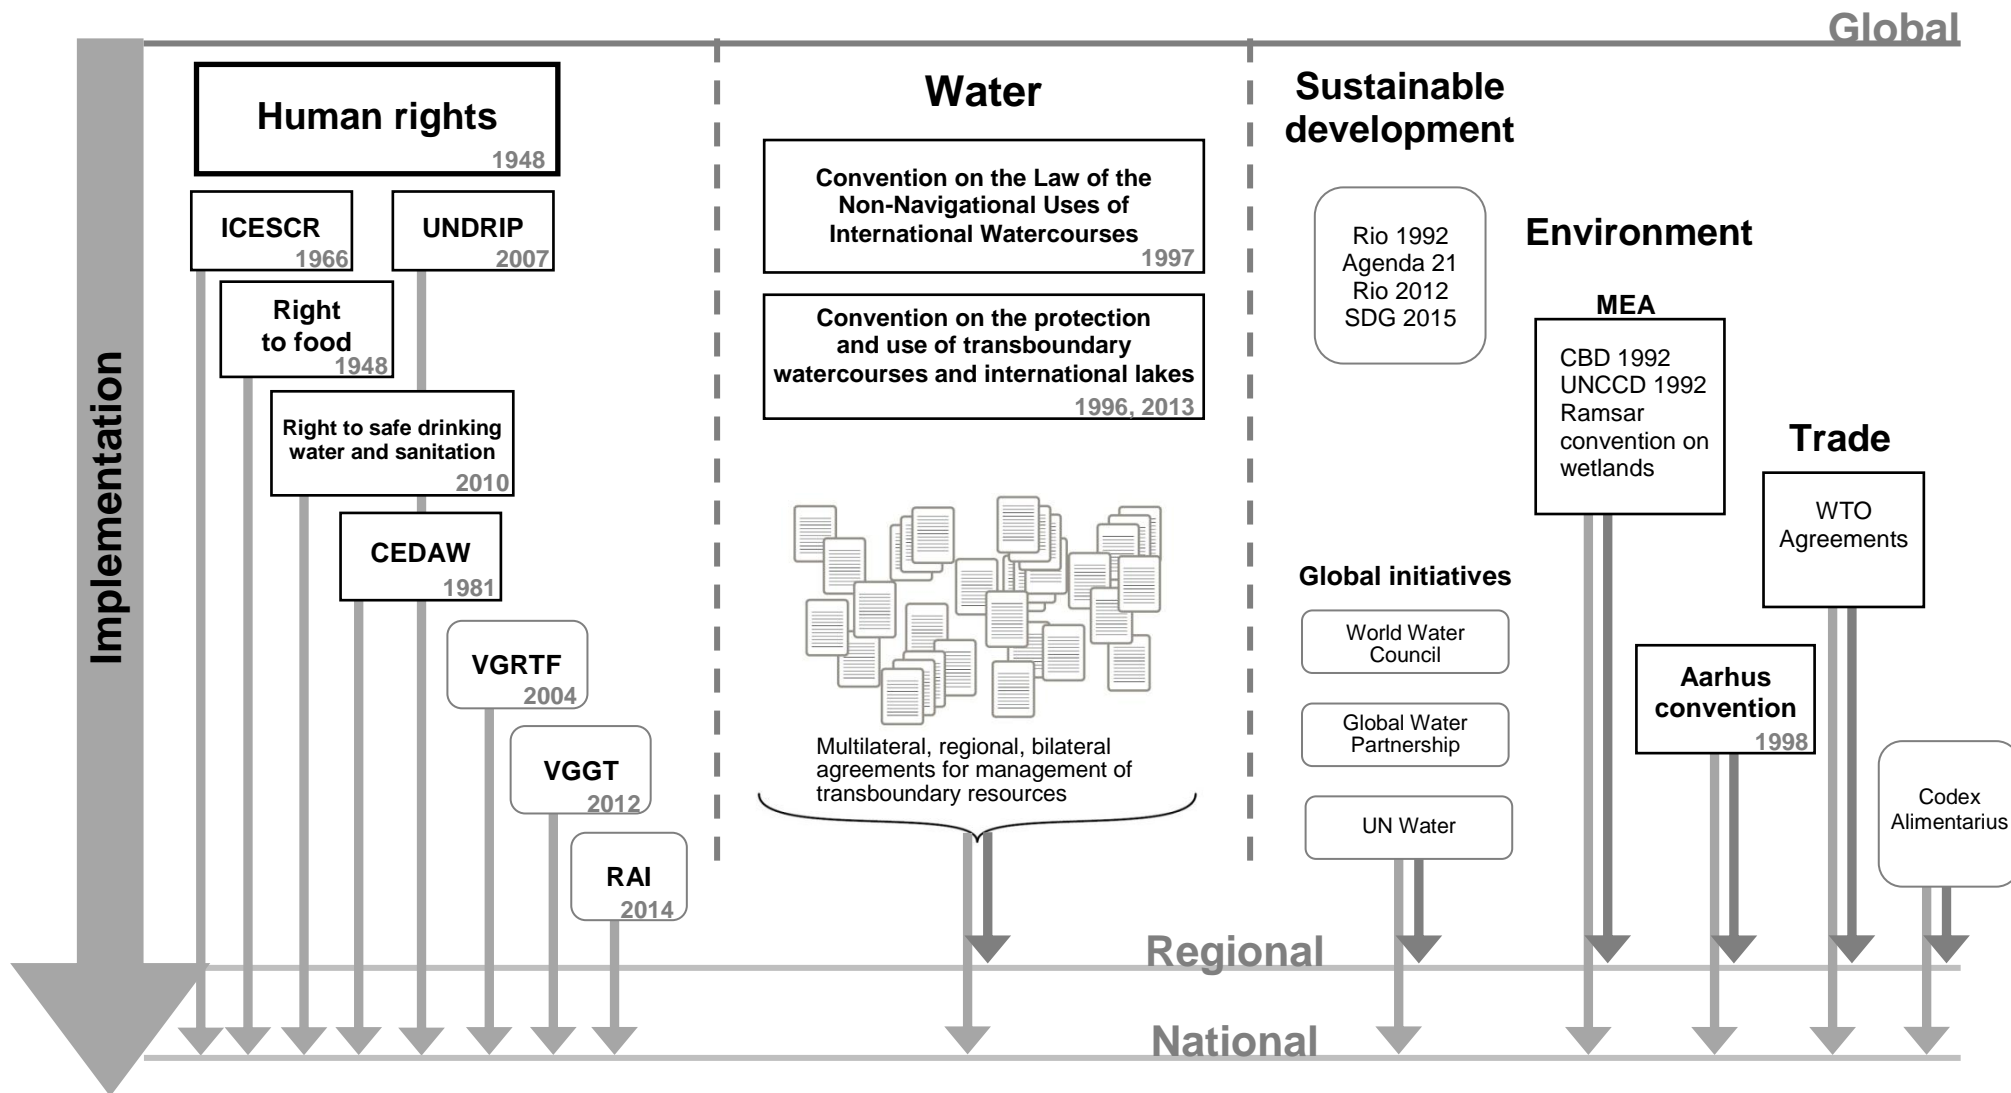 Global
Implementation
Human rights
1948
ICESCR
1966
UNDRIP
2007
Right
to food
1948
Right to safe drinking
water and sanitation
2010
CEDAW
1981
VGRTF
2004
VGGT
2012
RAI
2014
Water
Convention on the Law of the
Non-Navigational Uses of
International Watercourses
1997
Convention on the protection
and use of transboundary
watercourses and international lakes
1996, 2013
Multilateral, regional, bilateral
agreements for management of
transboundary resources
Sustainable
development
Rio 1992
Agenda 21
Rio 2012
SDG 2015
Global initiatives
World Water
Council
Global Water
Partnership
UN Water
Environment
MEA
CBD 1992
UNCCD 1992
Ramsar
convention on
wetlands
Aarhus
convention
1998
Trade
WTO
Agreements
Codex
Alimentarius
Regional
National